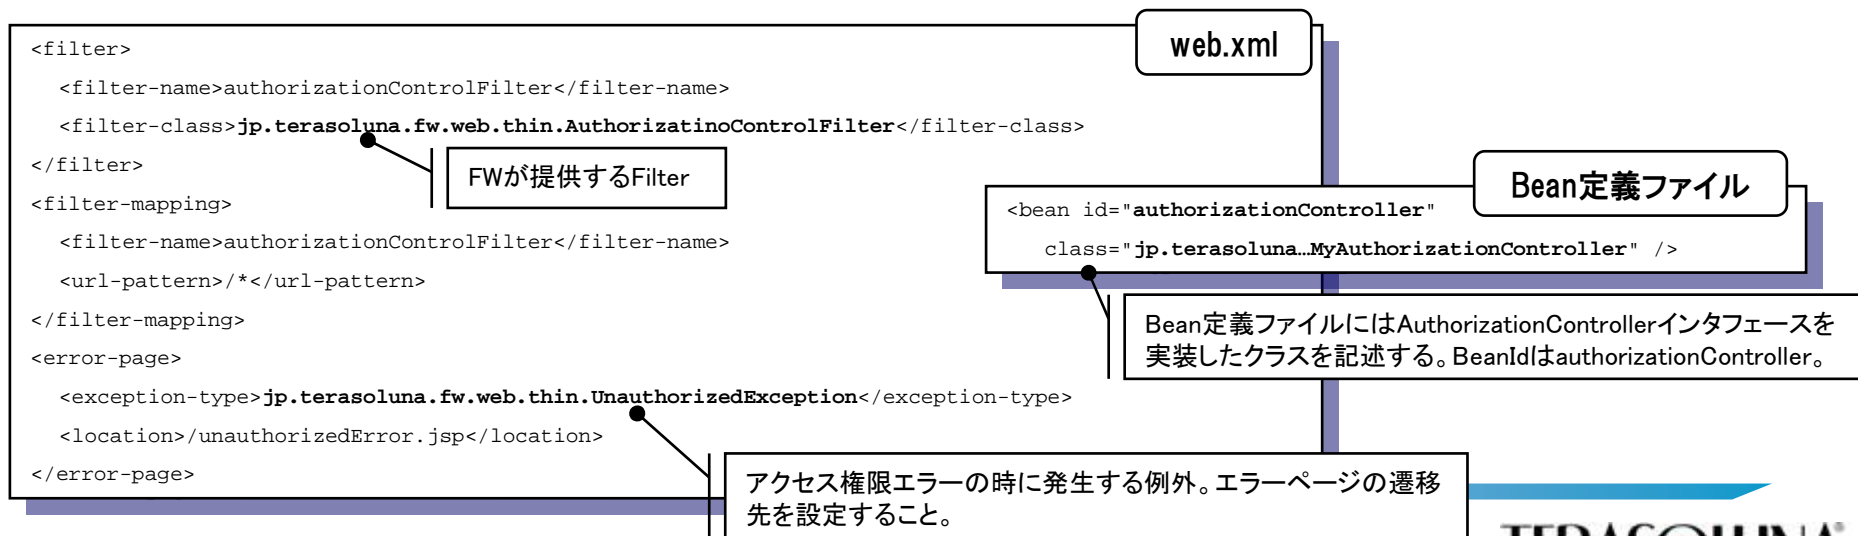 web.xml
<filter>
<filter-name>authorizationControlFilter</filter-name>
<filter-class>jp.terasoluna.fw.web.thin.AuthorizatinoControlFilter</filter-class>
</filter>
FWが提供するFilter
<filter-mapping>
<filter-name>authorizationControlFilter</filter-name>
<url-pattern>/*</url-pattern>
</filter-mapping>
<error-page>
<exception-type>jp.terasoluna.fw.web.thin.UnauthorizedException</exception-type>
<location>/unauthorizedError.jsp</location>
</error-page>
アクセス権限エラーの時に発生する例外。エラーページの遷移
先を設定すること。
Bean定義ファイル
<bean id="authorizationController"
class="jp.terasoluna…MyAuthorizationController" />
Bean定義ファイルにはAuthorizationControllerインタフェースを
実装したクラスを記述する。BeanIdはauthorizationController。
TERASOLUNA®